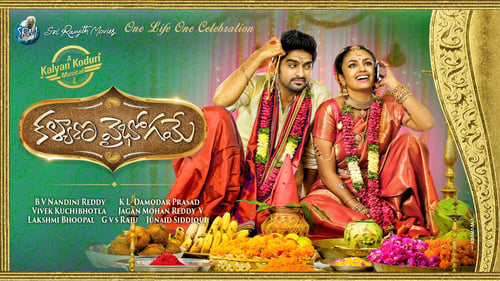 SRM
Sri Ranjith Movies
One Life One Celebration
A
Kalyan Koduri
Musical
కళ్యాణ వైభోగమే
B V NANDINI REDDY K L DAMODAR PRASAD
VIVEK KUCHIBHOTLA JAGAN MOHAN REDDY V
LAKSHMI BHOOPAL G V S RAJU JUNAID SIDDIQUI